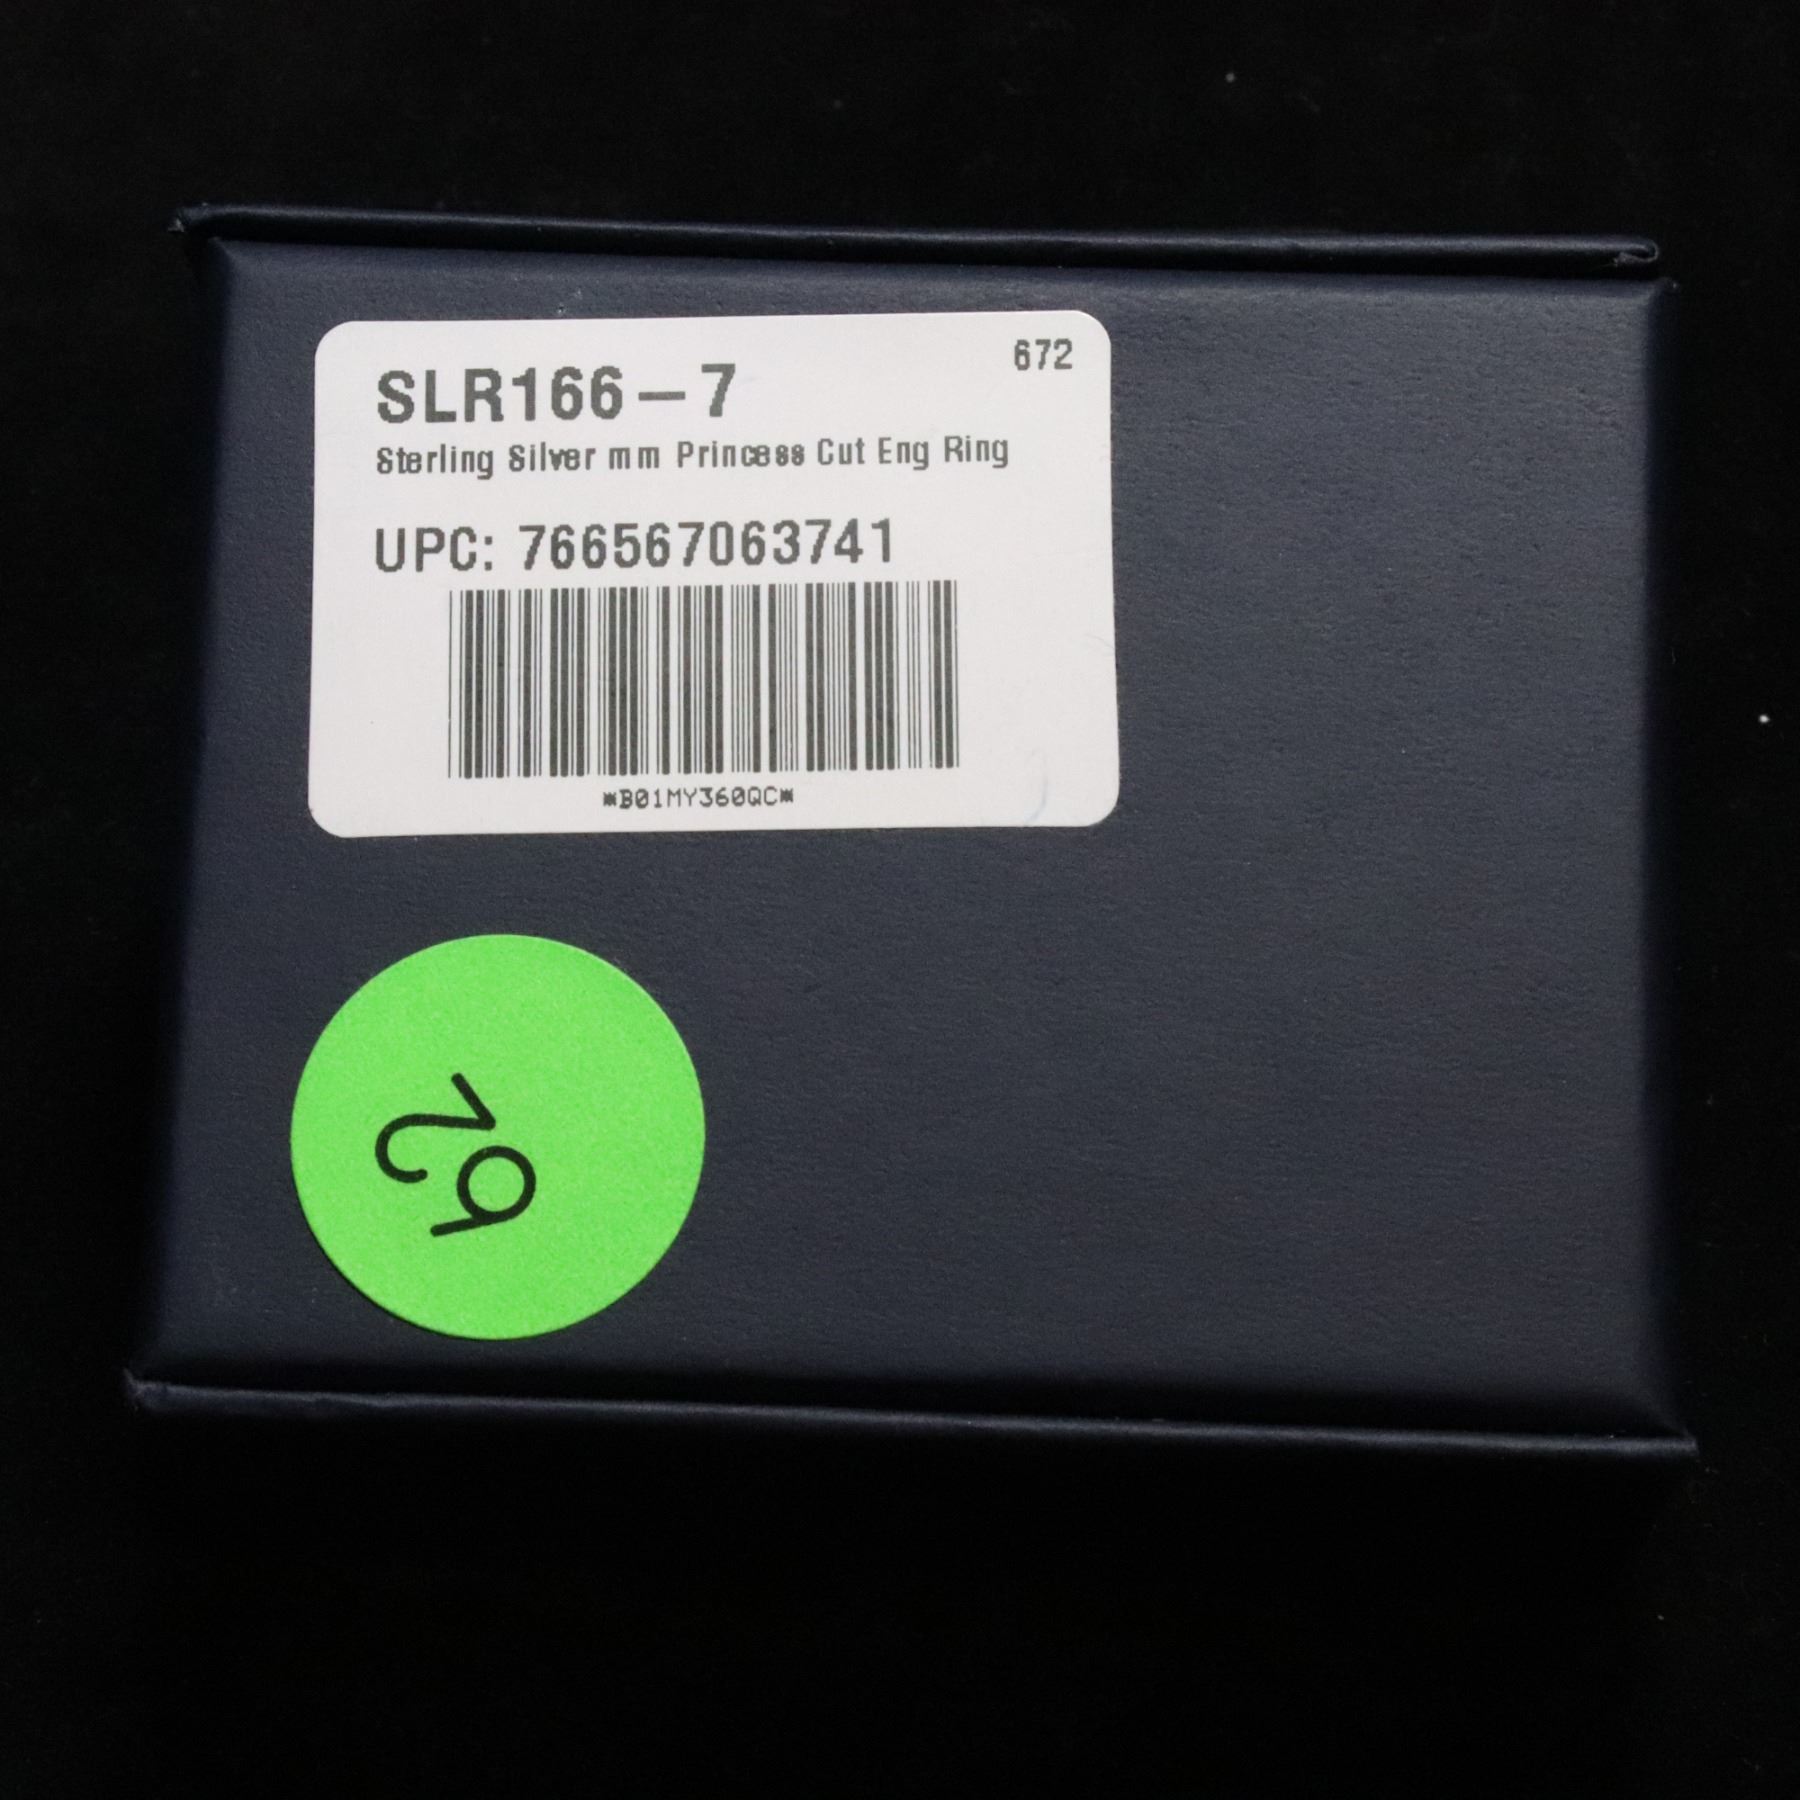 672
SLR166-7
Sterling Silver mm Princess Cut Eng Ring
UPC: 766567063741
*B01MY360QC*
62